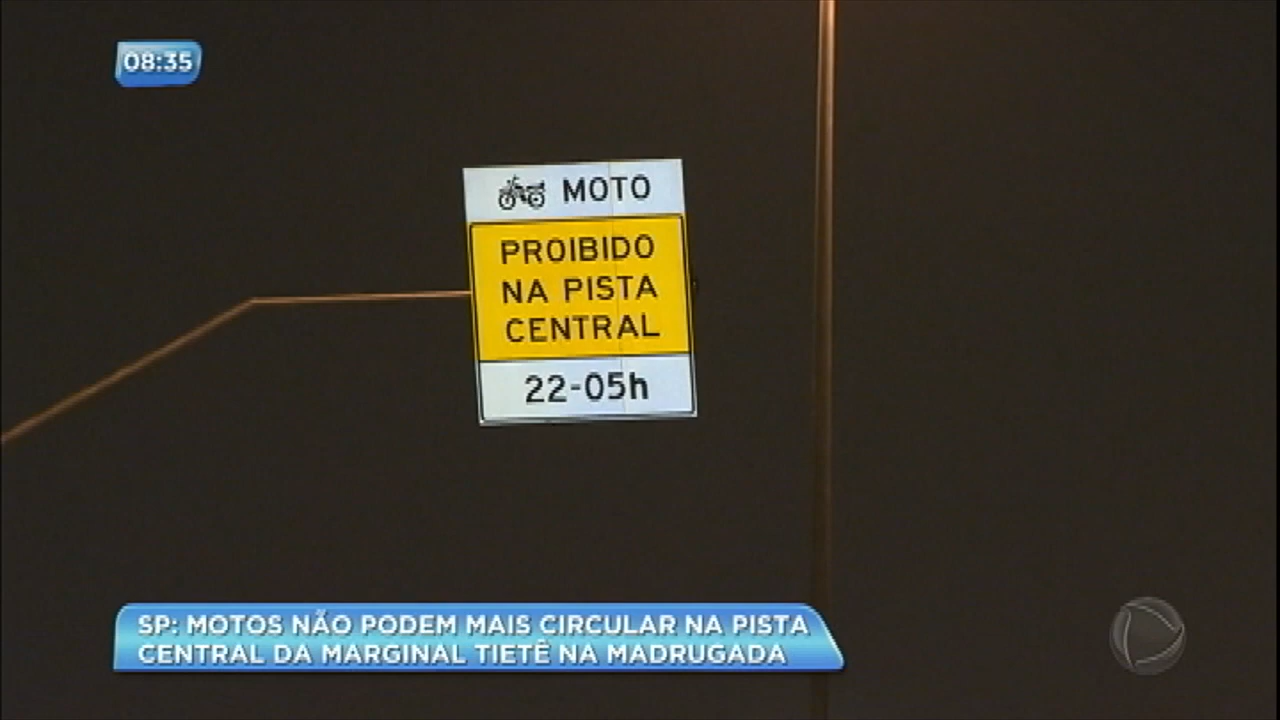 08:35
MOTO
PROIBIDO
NA PISTA
CENTRAL
22-05h
SP: MOTOS NÃO PODEM MAIS CIRCULAR NA PISTA
CENTRAL DA MARGINAL TIETÊ NA MADRUGADA